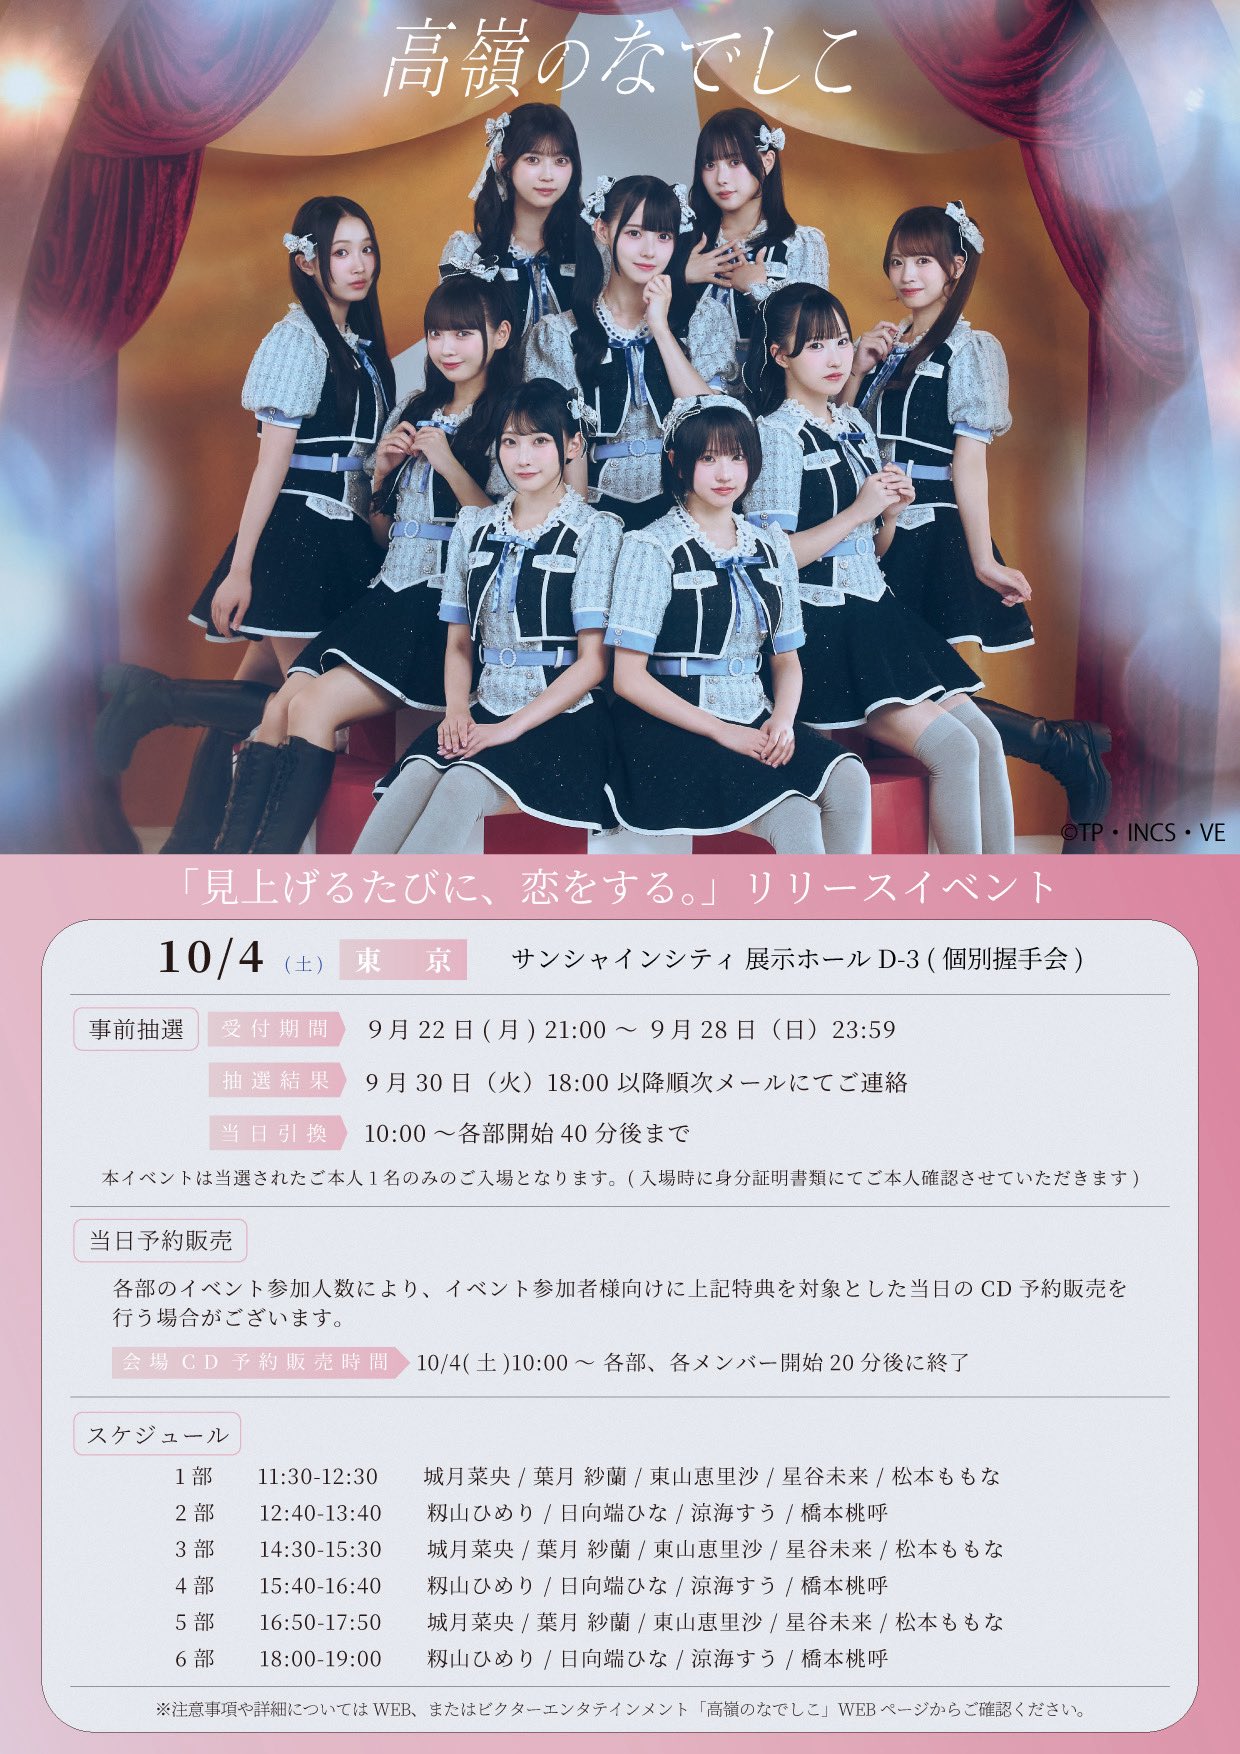 高嶺のなでしこ
©TP・INCS・VE
「見上げるたびに、恋をする。」リリースイベント
10/4 (土) 東 京 サンシャインシティ 展示ホール D-3 ( 個別握手会 )
事前抽選 受付期間 9月 22 日 ( 月 ) 21:00 ～ 9月 28 日（日）23:59
抽選結果 9 月 30 日（火）18:00 以降順次メールにてご連絡
当日引換 10:00 ～各部開始 40 分後まで
本イベントは当選されたご本人 1 名のみのご入場となります。( 入場時に身分証明書類にてご本人確認させていただきます )
当日予約販売
各部のイベント参加人数により、イベント参加者様向けに上記特典を対象とした当日の CD 予約販売を
行う場合がございます。
会場 CD 予約販売時間 10/4( 土 )10:00 ～ 各部、各メンバー開始 20 分後に終了
スケジュール
1 部 11:30-12:30 城月菜央 / 葉月 紗蘭 / 東山恵里沙 / 星谷未来 / 松本ももな
2 部 12:40-13:40 籾山ひめり / 日向端ひな / 涼海すう / 橋本桃呼
3 部 14:30-15:30 城月菜央 / 葉月 紗蘭 / 東山恵里沙 / 星谷未来 / 松本ももな
4 部 15:40-16:40 籾山ひめり / 日向端ひな / 涼海すう / 橋本桃呼
5 部 16:50-17:50 城月菜央 / 葉月 紗蘭 / 東山恵里沙 / 星谷未来 / 松本ももな
6 部 18:00-19:00 籾山ひめり / 日向端ひな / 涼海すう / 橋本桃呼
※注意事項や詳細については WEB、またはビクターエンタテインメント「高嶺のなでしこ」WEB ページからご確認ください。